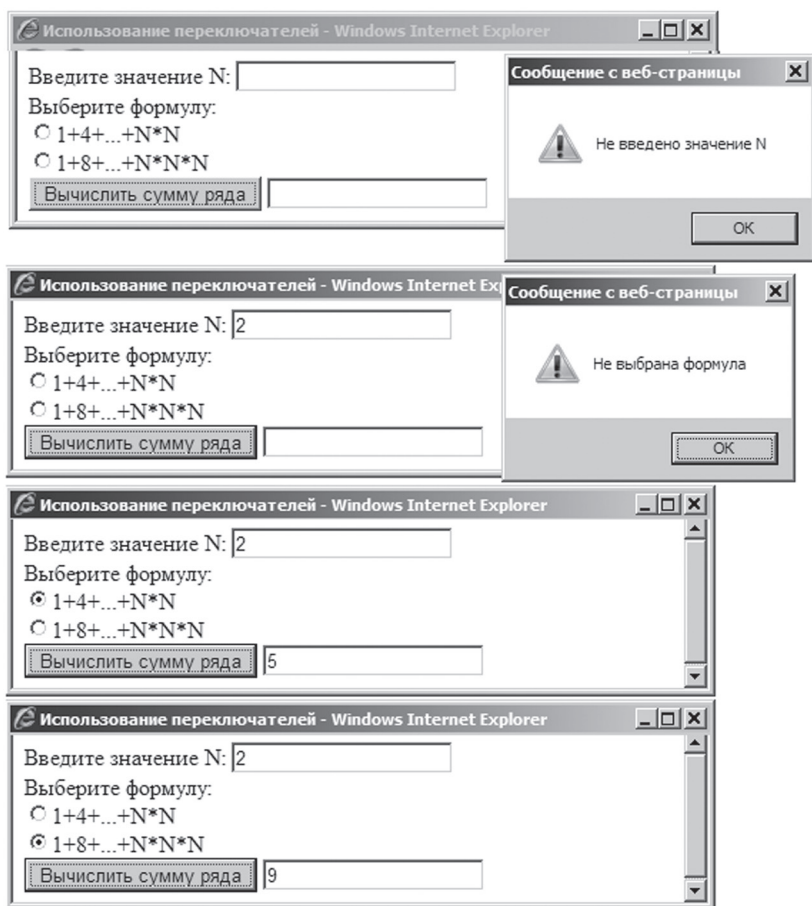 Использование переключателей - Windows Internet Explorer
Введите значение N:
Выберите формулу:
1+4+...+N*N
1+8+...+N*N*N
Вычислить сумму ряда
Сообщение с веб-страницы
Не введено значение N
OK
Использование переключателей - Windows Internet Exp
Введите значение N: 2
Выберите формулу:
1+4+...+N*N
1+8+...+N*N*N
Вычислить сумму ряда
Сообщение с веб-страницы
Не выбрана формула
OK
Использование переключателей - Windows Internet Explorer
Введите значение N: 2
Выберите формулу:
1+4+...+N*N
1+8+...+N*N*N
Вычислить сумму ряда 5
Использование переключателей - Windows Internet Explorer
Введите значение N: 2
Выберите формулу:
1+4+...+N*N
1+8+...+N*N*N
Вычислить сумму ряда 9